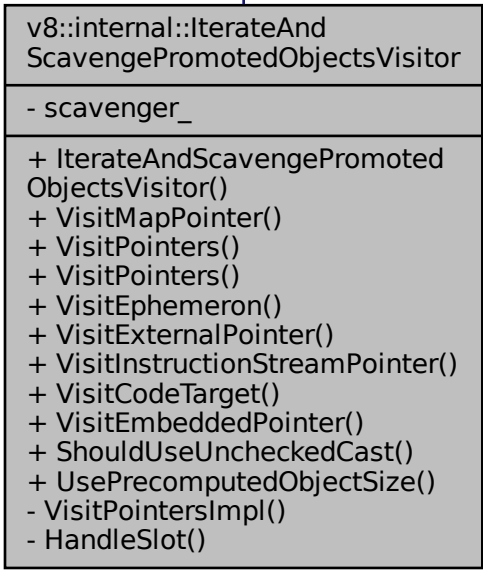 v8::internal::IterateAnd
ScavengePromotedObjectsVisitor
- scavenger_
+ IterateAndScavengePromoted
ObjectsVisitor()
+ VisitMapPointer()
+ VisitPointers()
+ VisitPointers()
+ VisitEphemeron()
+ VisitExternalPointer()
+ VisitInstructionStreamPointer()
+ VisitCodeTarget()
+ VisitEmbeddedPointer()
+ ShouldUseUncheckedCast()
+ UsePrecomputedObjectSize()
- VisitPointersImpl()
- HandleSlot()